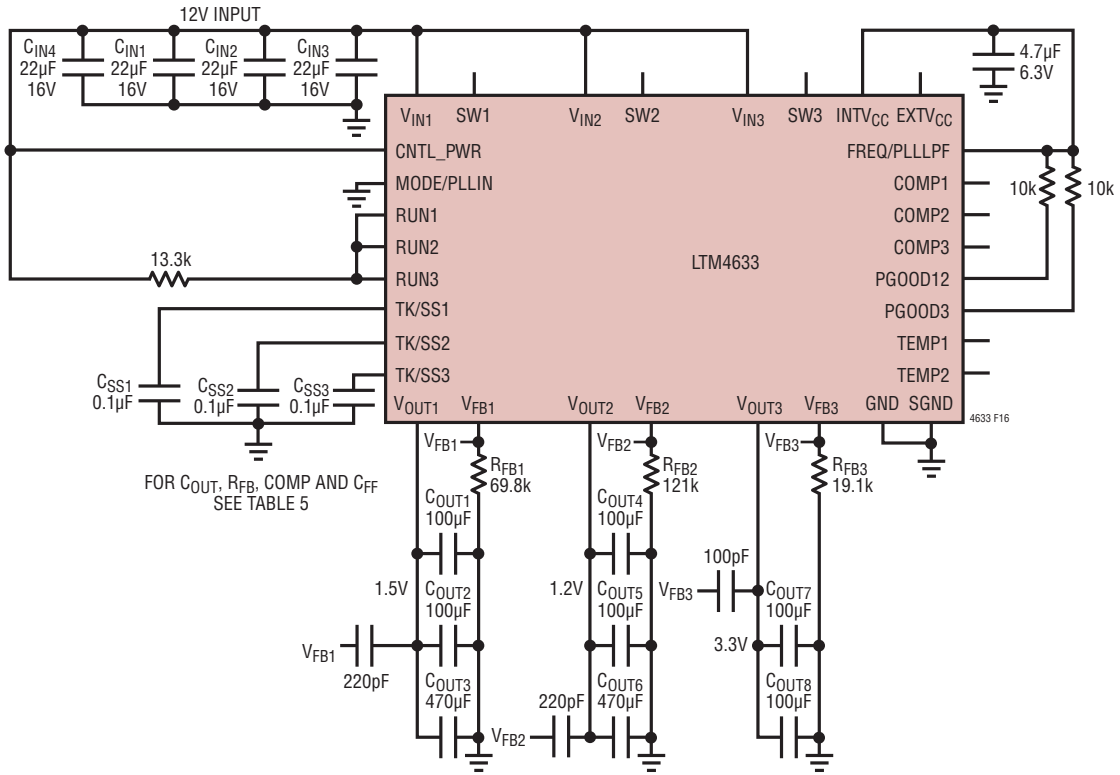 12V INPUT
CIN4
22µF
16V
CIN1
22µF
16V
CIN2
22µF
16V
CIN3
22µF
16V
4.7µF
6.3V
VIN1
SW1
VIN2
SW2
VIN3
SW3
INTVCC
EXTVCC
CNTL_PWR
MODE/PLLIN
RUN1
RUN2
RUN3
TK/SS1
TK/SS2
TK/SS3
13.3k
LTM4633
FREQ/PLLLPF
COMP1
COMP2
COMP3
PGOOD12
PGOOD3
TEMP1
TEMP2
10k
10k
CSS1
0.1µF
CSS2
0.1µF
CSS3
0.1µF
VOUT1
VFB1
VOUT2
VFB2
VOUT3
VFB3
GND
SGND
4633 F16
FOR COUT, RFB, COMP AND CFF
SEE TABLE 5
VFB1
RFB1
69.8k
COUT1
100µF
1.5V
COUT2
100µF
VFB1
220pF
COUT3
470µF
VFB2
RFB2
121k
COUT4
100µF
1.2V
COUT5
100µF
220pF
VFB2
COUT6
470µF
VFB3
RFB3
19.1k
100pF
VFB3
COUT7
100µF
3.3V
COUT8
100µF